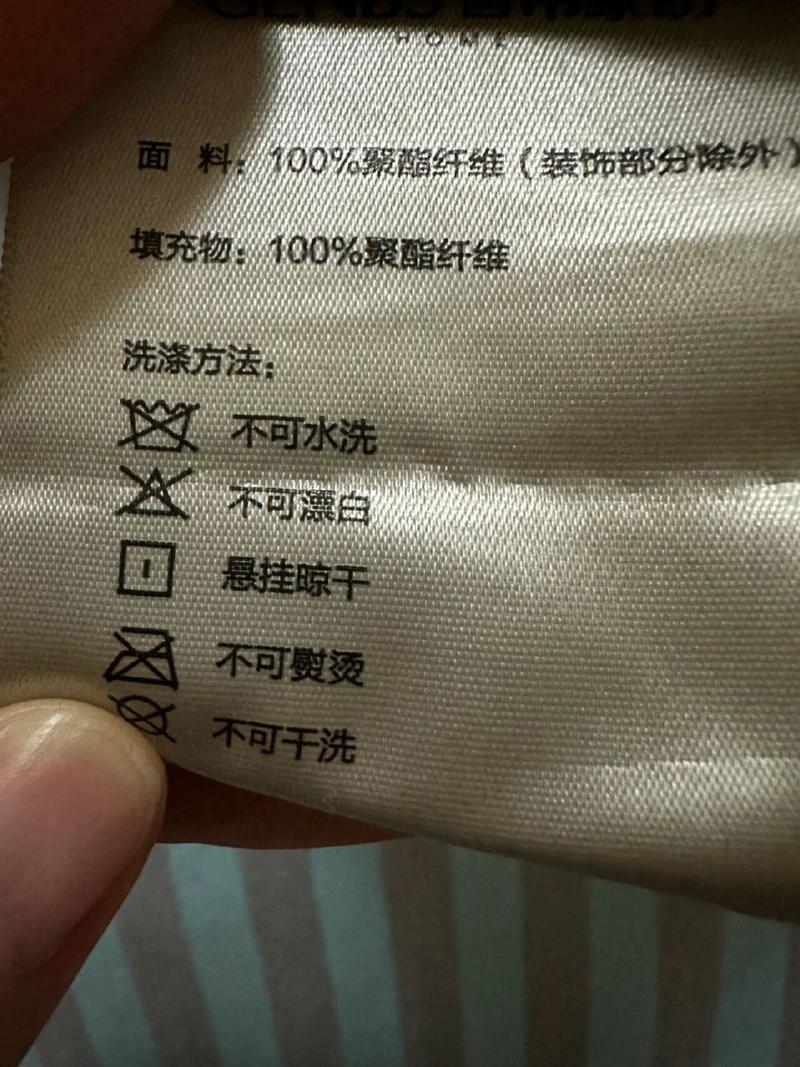 HOME
面 料：100%聚酯纤维（装饰部分除外）
填充物：100%聚酯纤维
洗涤方法：
不可水洗
不可漂白
悬挂晾干
不可熨烫
不可干洗